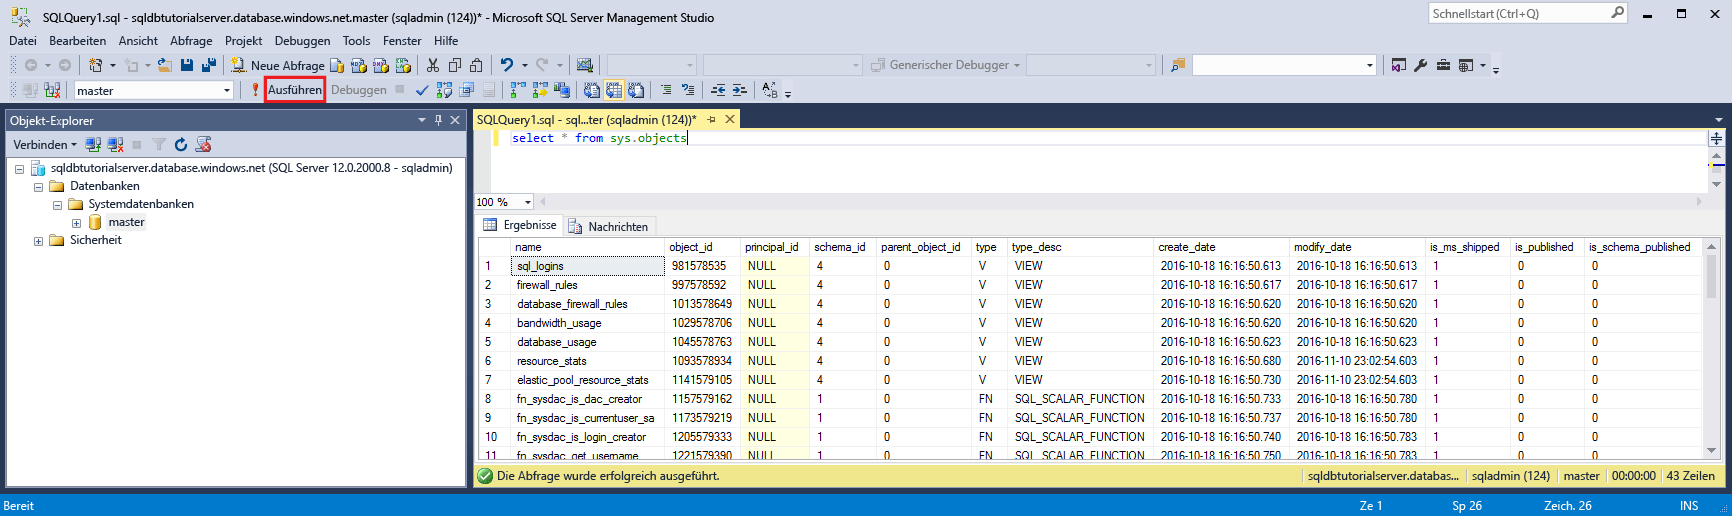 SQLQuery1.sql - sqldbtutorialserver.database.windows.net.master (sqladmin (124))* - Microsoft SQL Server Management Studio
Schnellstart (Ctrl+Q)
Datei Bearbeiten Ansicht Abfrage Projekt Debuggen Tools Fenster Hilfe
Neue Abfrage Generischer Debugger
master Ausführen Debuggen
Objekt-Explorer
Verbinden
sqldbtutorialserver.database.windows.net (SQL Server 12.0.2000.8 - sqladmin)
Datenbanken
Systemdatenbanken
master
Sicherheit
SQLQuery1.sql - sql...ter (sqladmin (124))*
select * from sys.objects
100 %
Ergebnisse Nachrichten
name object_id principal_id schema_id parent_object_id type type_desc create_date modify_date is_ms_shipped is_published is_schema_published
1 sql_logins 981578535 NULL 4 0 V VIEW 2016-10-18 16:16:50.613 2016-10-18 16:16:50.613 1 0 0
2 firewall_rules 997578592 NULL 4 0 V VIEW 2016-10-18 16:16:50.617 2016-10-18 16:16:50.617 1 0 0
3 database_firewall_rules 1013578649 NULL 4 0 V VIEW 2016-10-18 16:16:50.620 2016-10-18 16:16:50.620 1 0 0
4 bandwidth_usage 1029578706 NULL 4 0 V VIEW 2016-10-18 16:16:50.620 2016-10-18 16:16:50.620 1 0 0
5 database_usage 1045578763 NULL 4 0 V VIEW 2016-10-18 16:16:50.623 2016-10-18 16:16:50.623 1 0 0
6 resource_stats 1093578934 NULL 4 0 V VIEW 2016-10-18 16:16:50.680 2016-11-10 23:02:54.603 1 0 0
7 elastic_pool_resource_stats 1141579105 NULL 4 0 V VIEW 2016-10-18 16:16:50.730 2016-11-10 23:02:54.603 1 0 0
8 fn_sysdac_is_dac_creator 1157579162 NULL 1 0 FN SQL_SCALAR_FUNCTION 2016-10-18 16:16:50.733 2016-10-18 16:16:50.780 1 0 0
9 fn_sysdac_is_currentuser_sa 1173579219 NULL 1 0 FN SQL_SCALAR_FUNCTION 2016-10-18 16:16:50.737 2016-10-18 16:16:50.780 1 0 0
10 fn_sysdac_is_login_creator 1205579333 NULL 1 0 FN SQL_SCALAR_FUNCTION 2016-10-18 16:16:50.740 2016-10-18 16:16:50.783 1 0 0
11 fn_sysdac_get_username 1221579390 NULL 1 0 FN SQL_SCALAR_FUNCTION 2016-10-18 16:16:50.750 2016-10-18 16:16:50.783 1 0 0
Die Abfrage wurde erfolgreich ausgeführt. sqldbtutorialserver.databas... sqladmin (124) master 00:00:00 43 Zeilen
Bereit Ze 1 Sp 26 Zeich. 26 INS